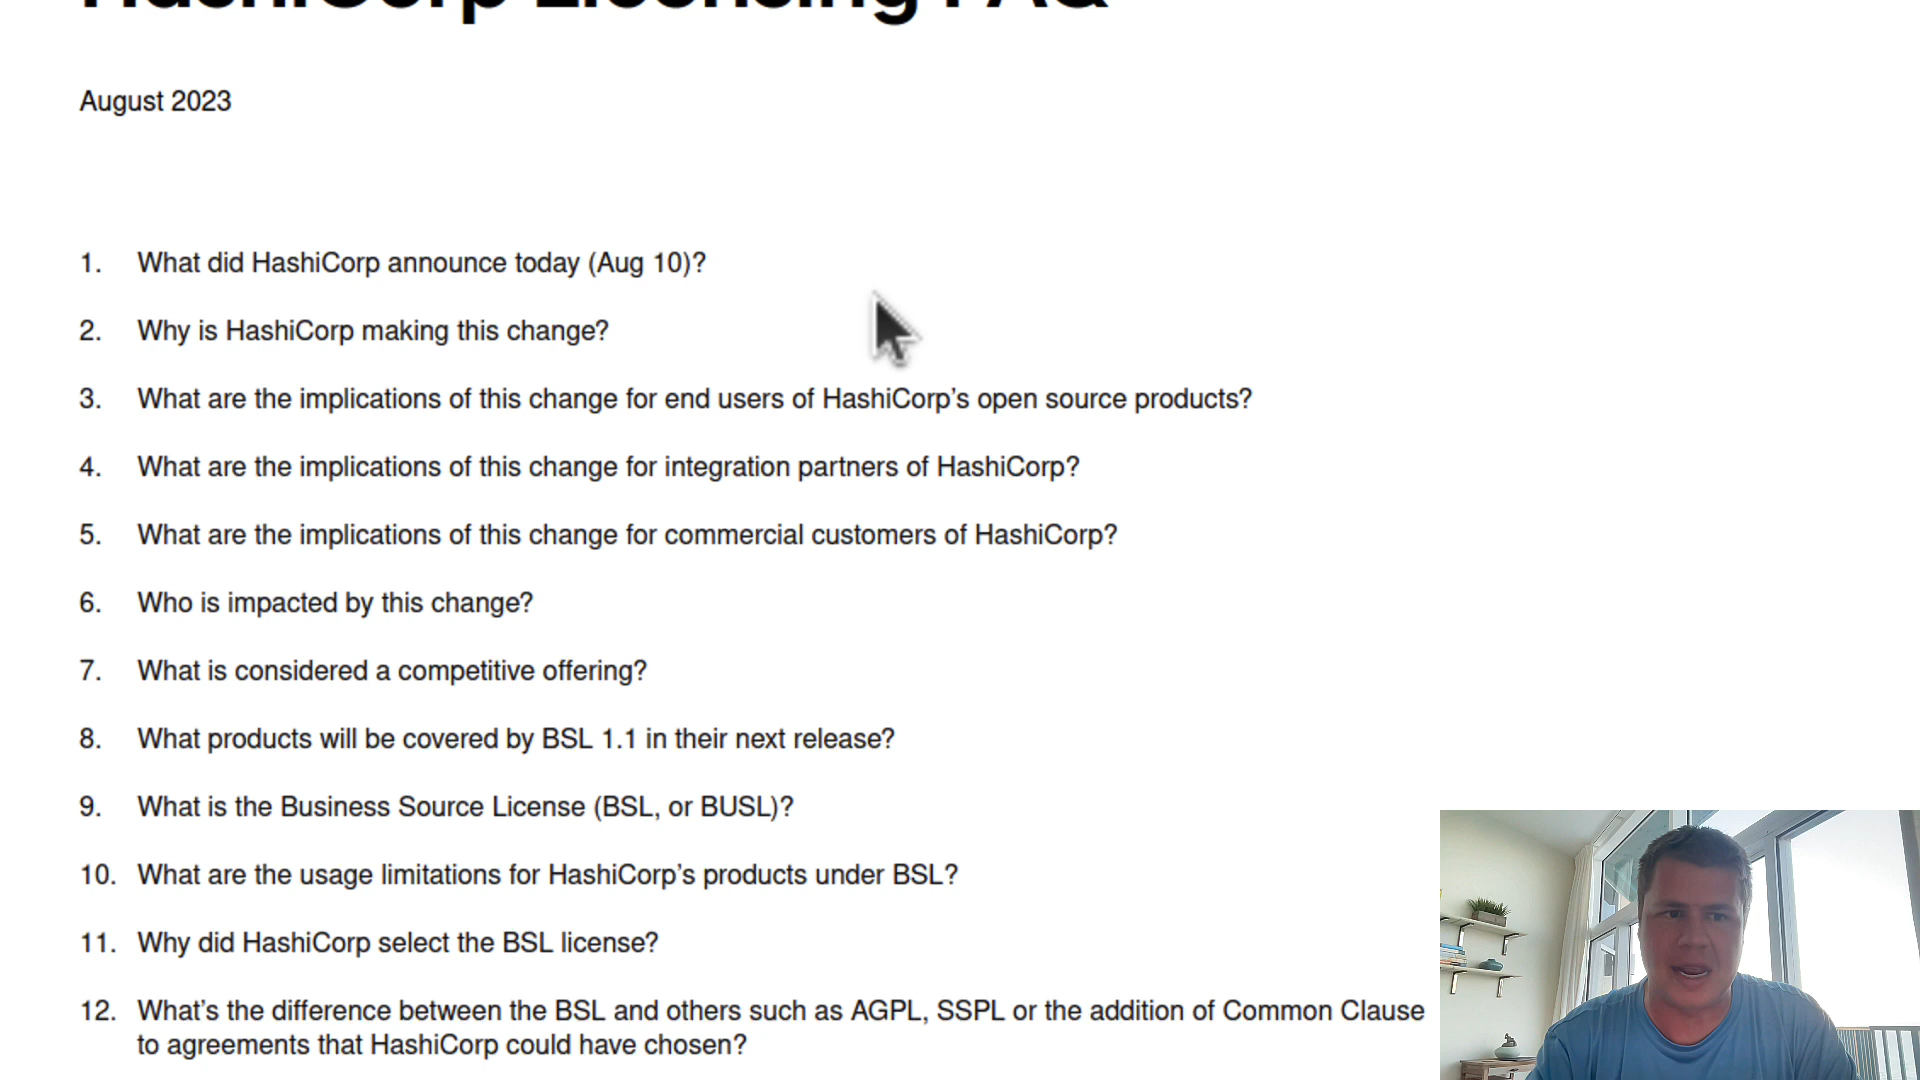 HashiCorp Licensing FAQ
August 2023
1. What did HashiCorp announce today (Aug 10)?
2. Why is HashiCorp making this change?
3. What are the implications of this change for end users of HashiCorp’s open source products?
4. What are the implications of this change for integration partners of HashiCorp?
5. What are the implications of this change for commercial customers of HashiCorp?
6. Who is impacted by this change?
7. What is considered a competitive offering?
8. What products will be covered by BSL 1.1 in their next release?
9. What is the Business Source License (BSL, or BUSL)?
10. What are the usage limitations for HashiCorp’s products under BSL?
11. Why did HashiCorp select the BSL license?
12. What’s the difference between the BSL and others such as AGPL, SSPL or the addition of Common Clause
to agreements that HashiCorp could have chosen?